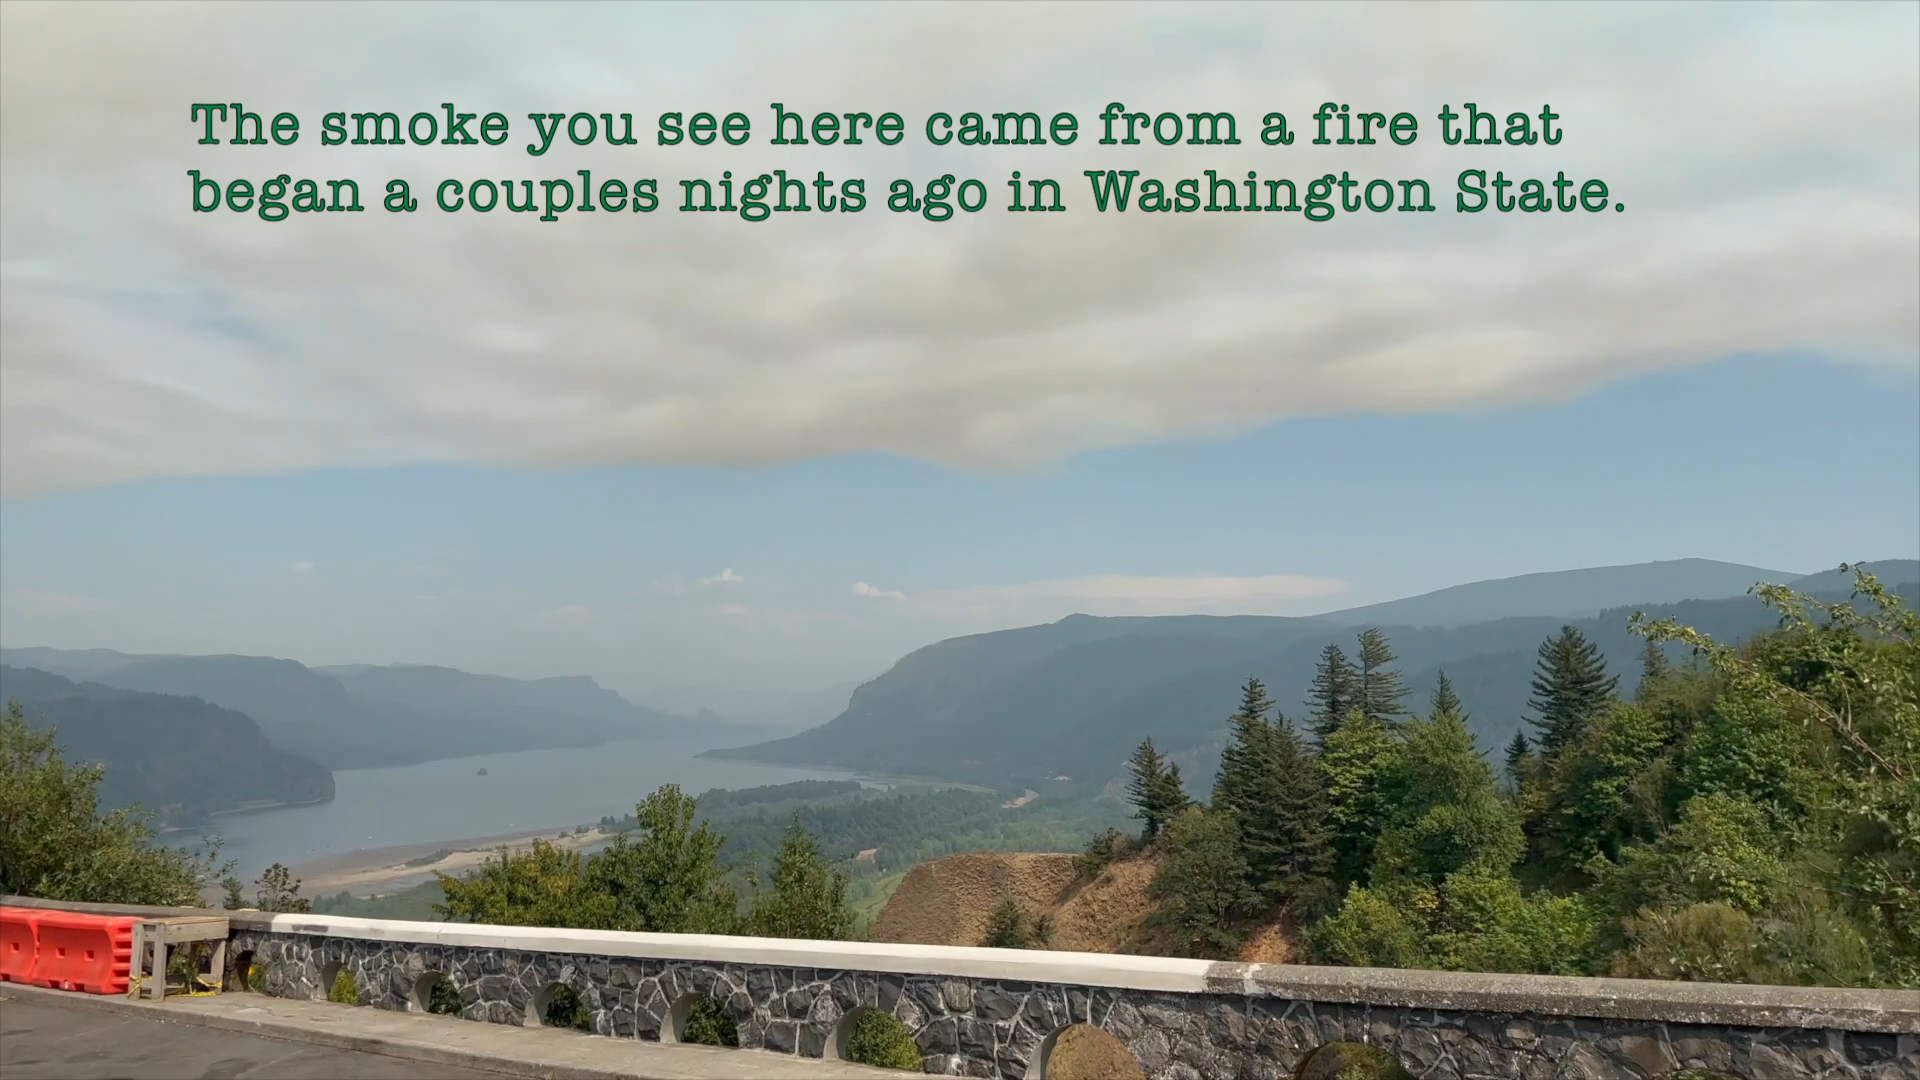 The smoke you see here came from a fire that
began a couples nights ago in Washington State.